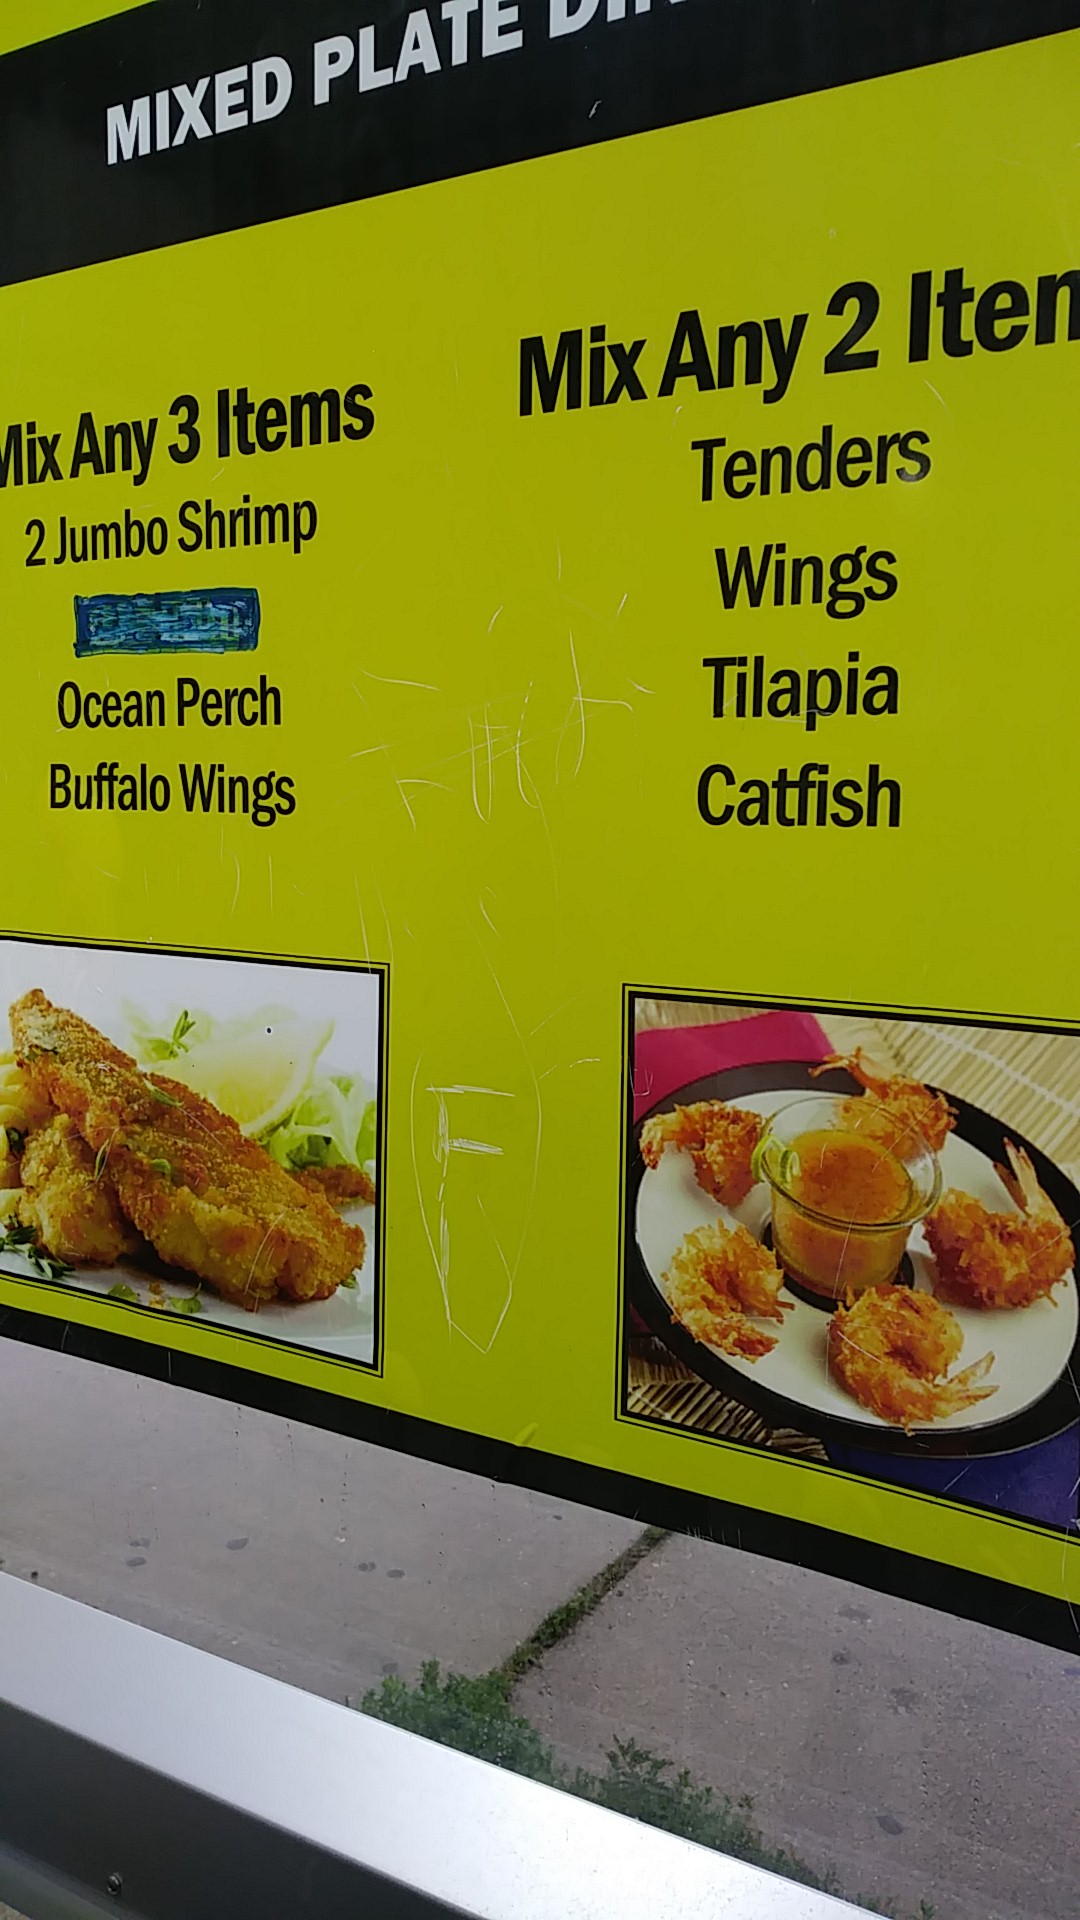 MIXED PLATE
Mix Any 3 Items
2 Jumbo Shrimp
Ocean Perch
Buffalo Wings
Mix Any 2 Item
Tenders
Wings
Tilapia
Catfish
F